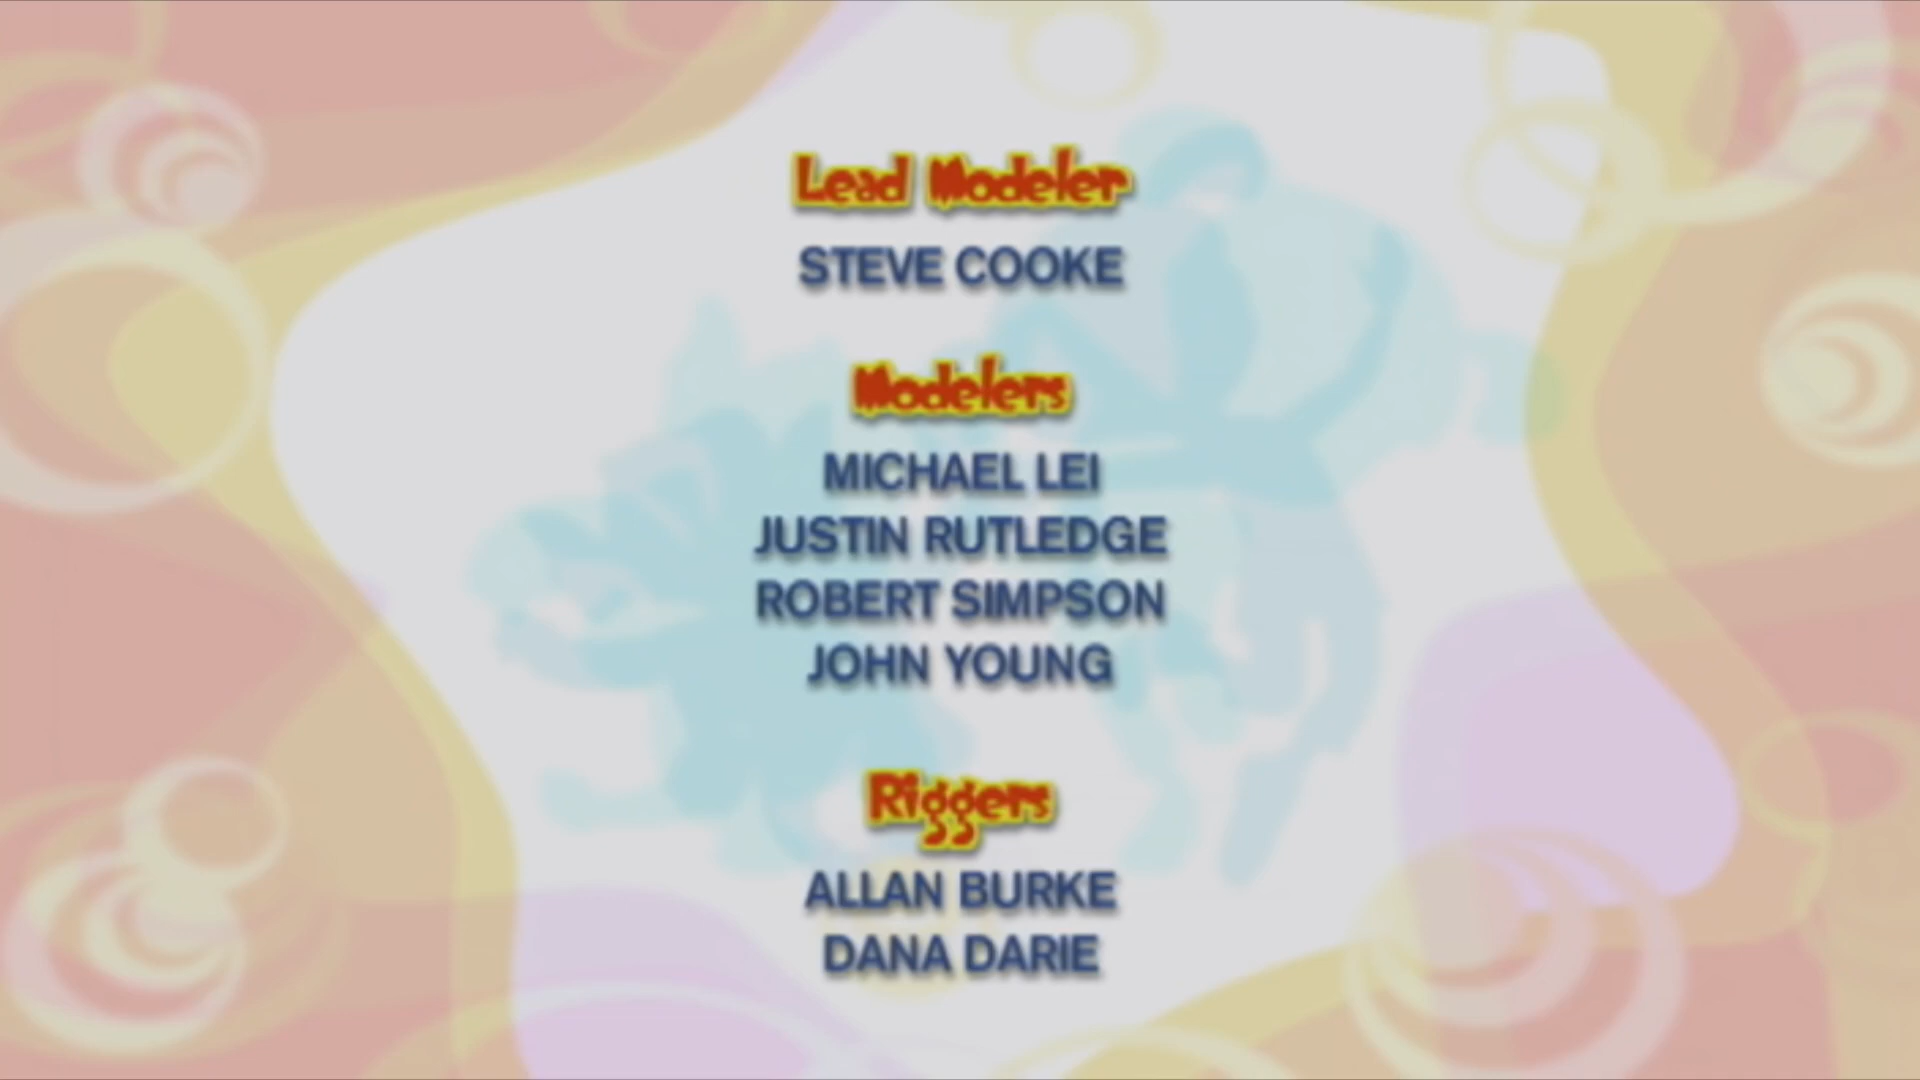 Lead Modeler
STEVE COOKE
Modelers
MICHAEL LEI
JUSTIN RUTLEDGE
ROBERT SIMPSON
JOHN YOUNG
Riggers
ALLAN BURKE
DANA DARIE